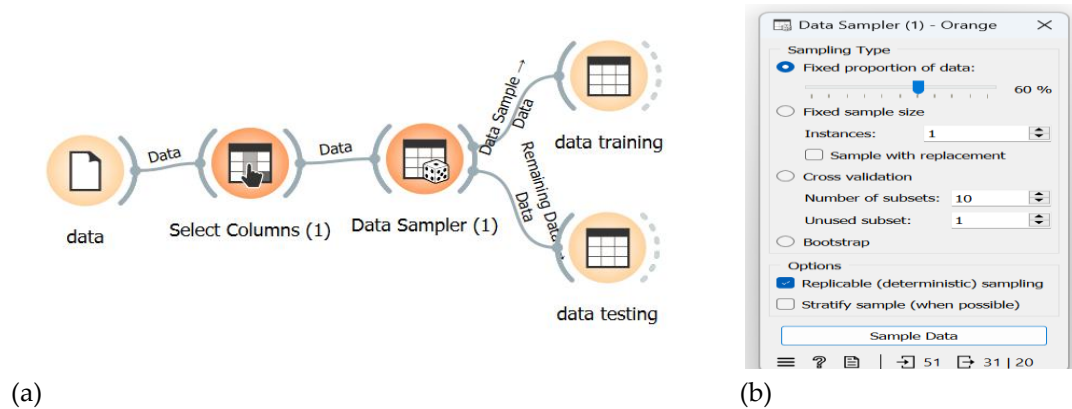 Data
Data
Data Sample →
Data
Remaining Data →
Data
data
Select Columns (1)
Data Sampler (1)
data training
data testing
(a)
Data Sampler (1) - Orange
Sampling Type
Fixed proportion of data:
60 %
Fixed sample size
Instances: 1
Sample with replacement
Cross validation
Number of subsets: 10
Unused subset: 1
Bootstrap
Options
Replicable (deterministic) sampling
Stratify sample (when possible)
Sample Data
? | 51 31 | 20
(b)